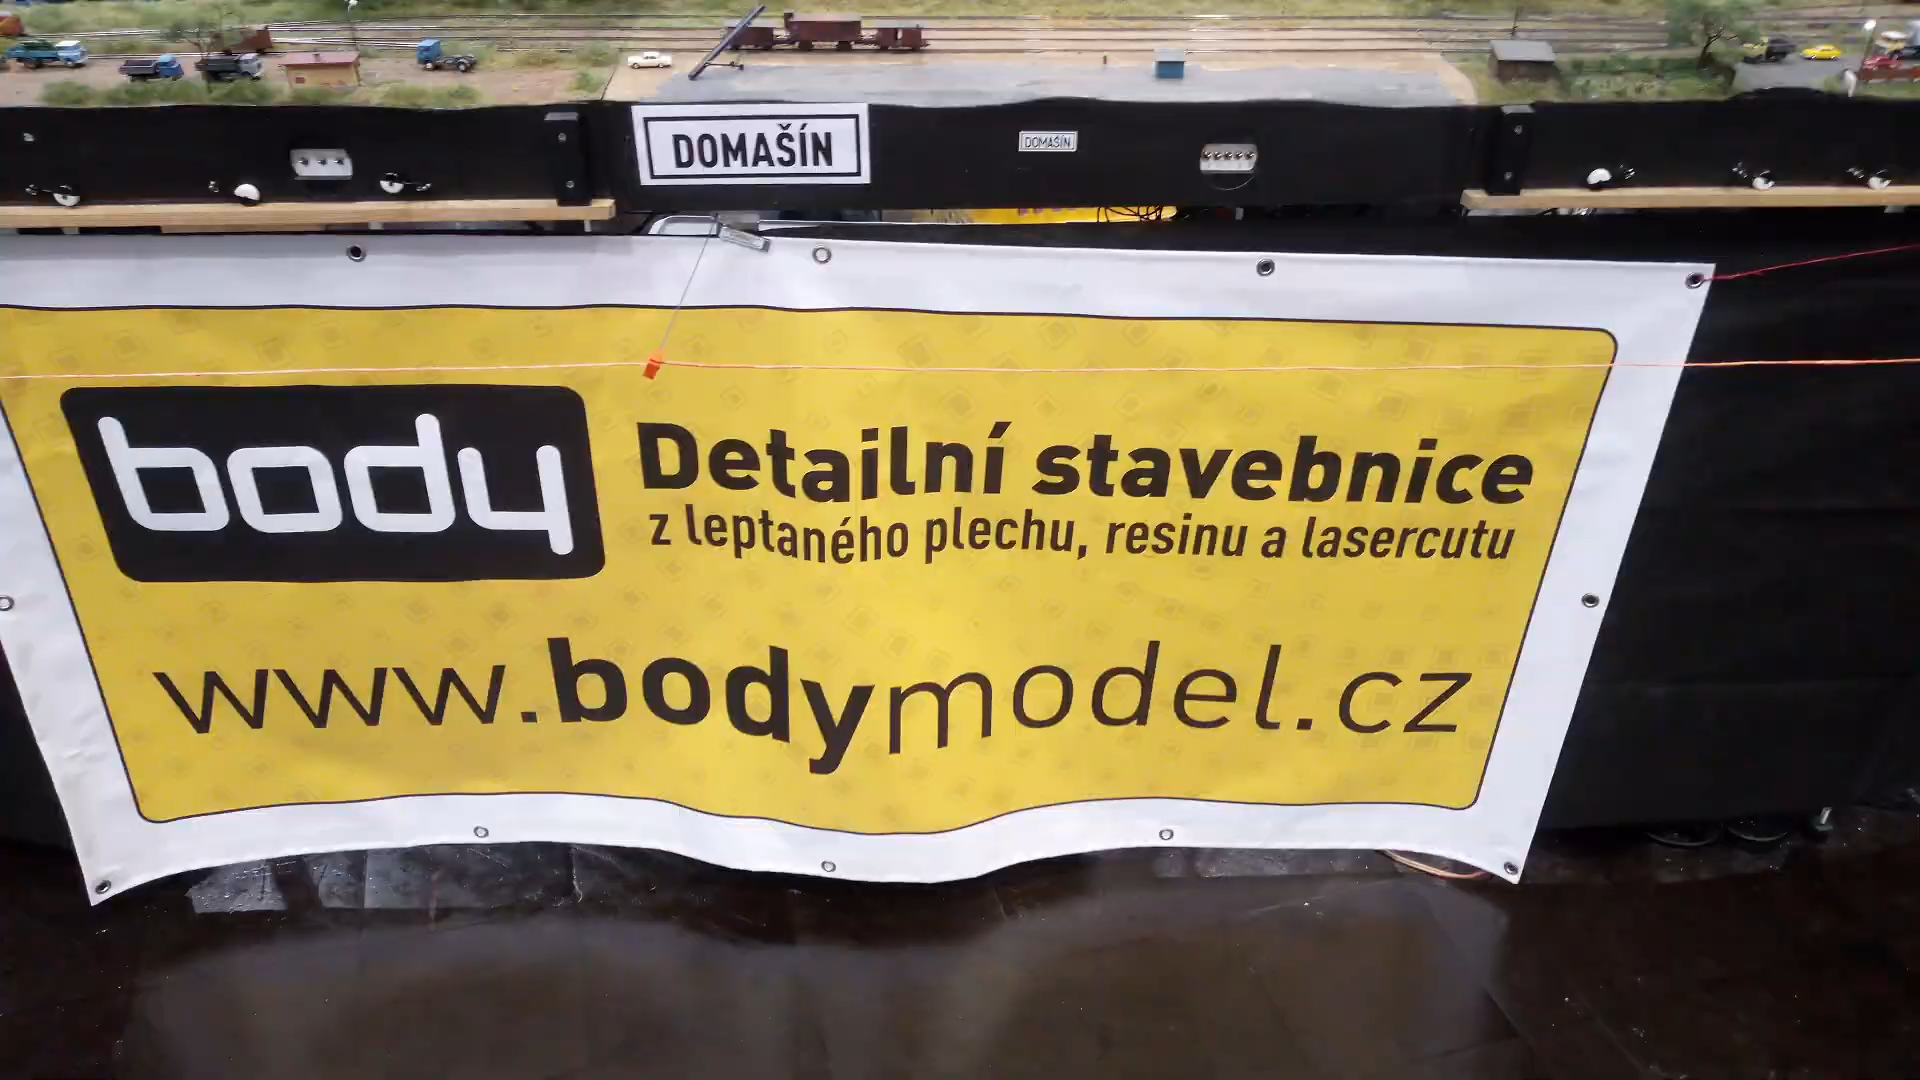 DOMAŠÍN
DOMAŠÍN
body
Detailní stavebnice
z leptaného plechu, resinu a lasercutu
www.bodymodel.cz